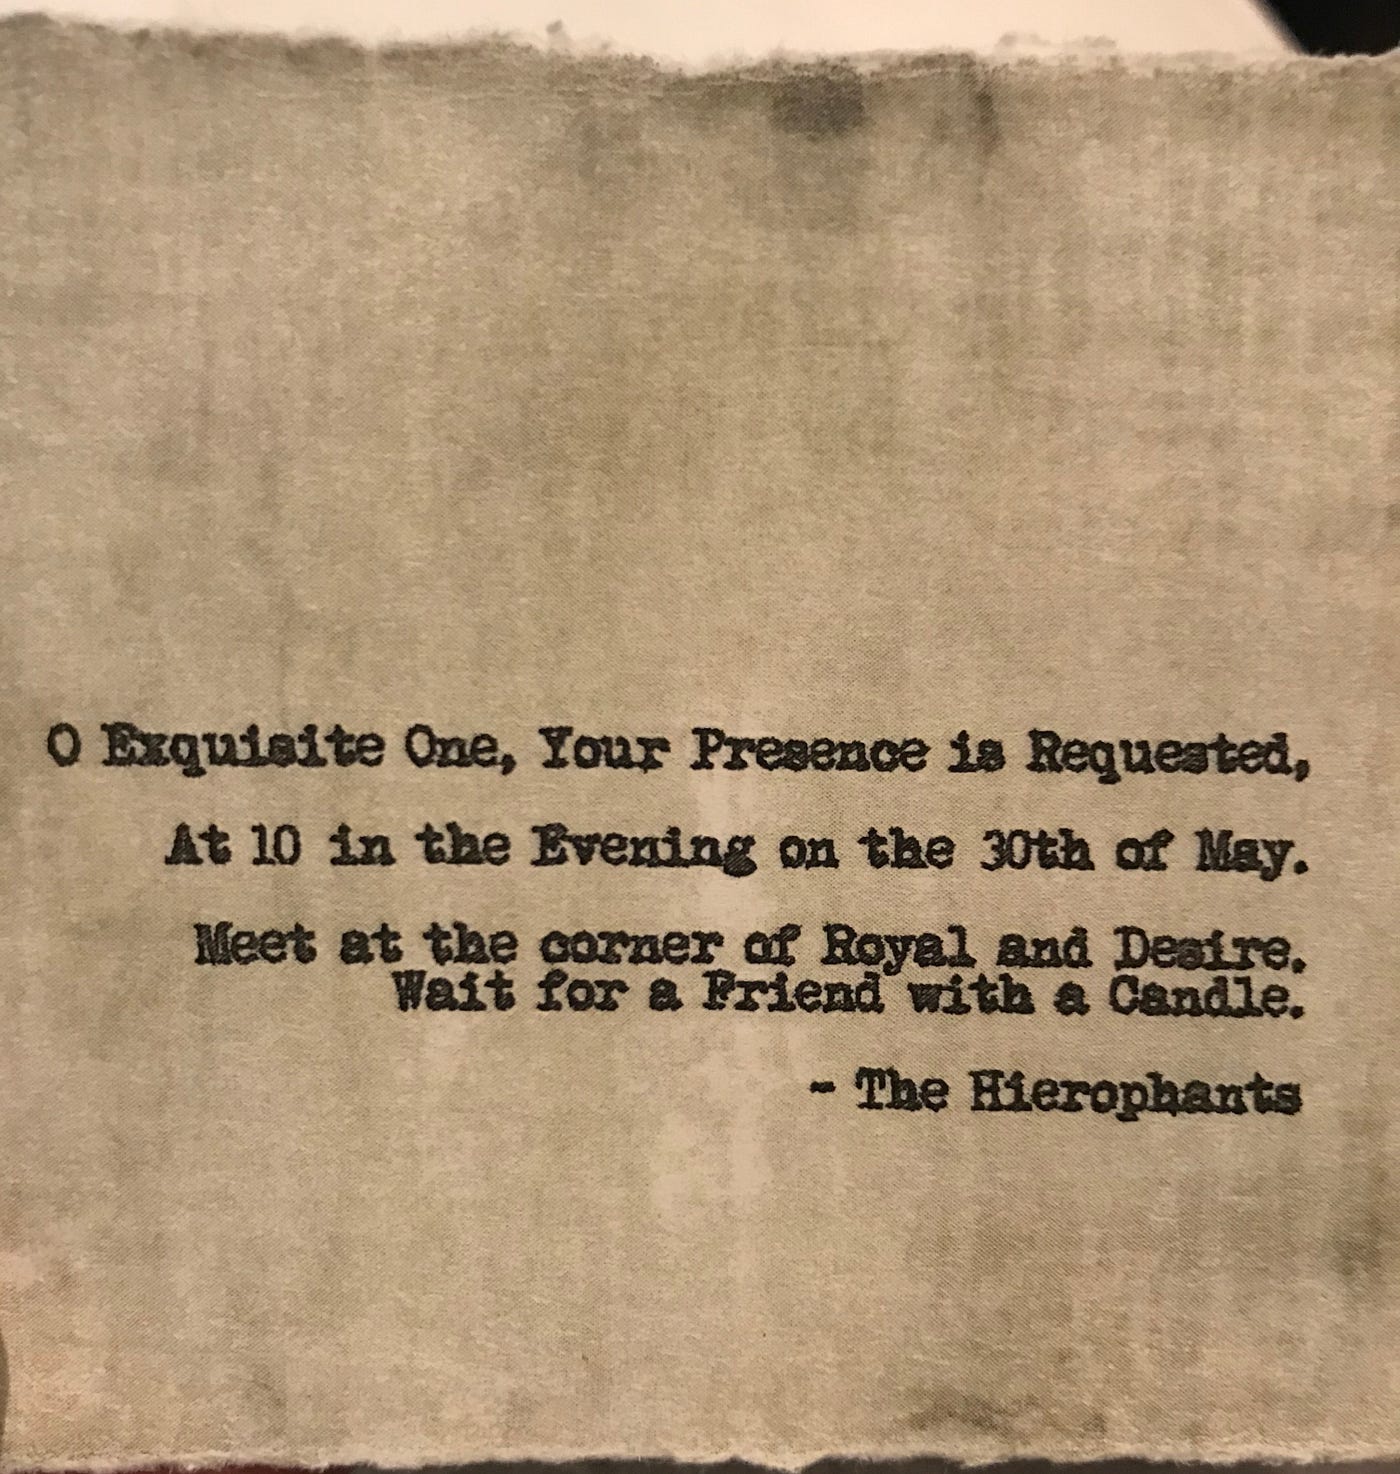 O Exquisite One, Your Presence is Requested,
At 10 in the Evening on the 30th of May.
Meet at the corner of Royal and Desire.
Wait for a Friend with a Candle.
- The Hierophants